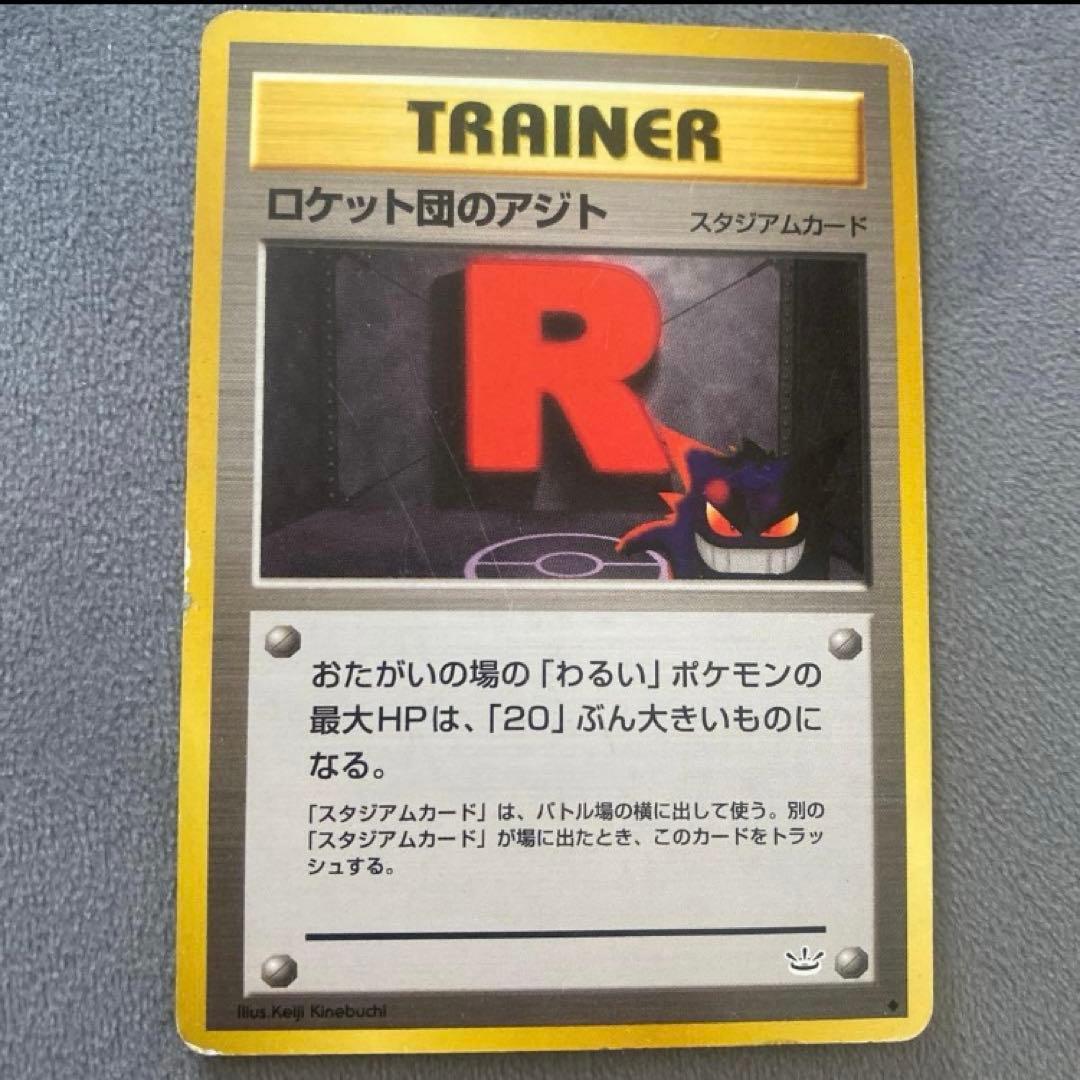 TRAINER
ロケット団のアジト
スタジアムカード
R
おたがいの場の「わるい」ポケモンの
最大HPは、「20」ぶん大きいものに
なる。
「スタジアムカード」は、バトル場の横に出して使う。別の
「スタジアムカード」が場に出たとき、このカードをトラッ
シュする。
Illus.Keiji Kinebuchi